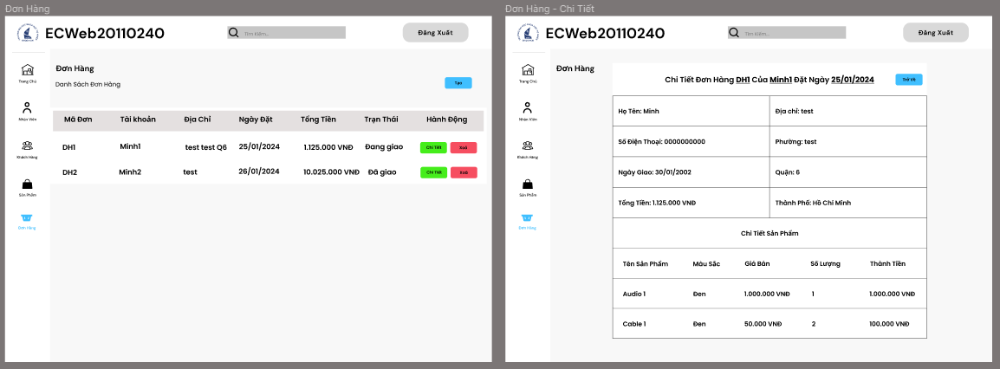 Đơn Hàng
ECWeb20110240
Tìm Kiếm...
Đăng Xuất
Trang Chủ
Nhân Viên
Khách Hàng
Sản Phẩm
Đơn Hàng
Đơn Hàng
Danh Sách Đơn Hàng
Tạo
Mã Đơn Tài khoản Địa Chỉ Ngày Đặt Tổng Tiền Trạn Thái Hành Động
DH1 Minh1 test test Q6 25/01/2024 1.125.000 VNĐ Đang giao Chi Tiết Xoá
DH2 Minh2 test 26/01/2024 10.025.000 VNĐ Đã giao Chi Tiết Xoá
Đơn Hàng - Chi Tiết
ECWeb20110240
Tìm Kiếm...
Đăng Xuất
Trang Chủ
Nhân Viên
Khách Hàng
Sản Phẩm
Đơn Hàng
Đơn Hàng
Chi Tiết Đơn Hàng DH1 Của Minh1 Đặt Ngày 25/01/2024
Trở Về
Họ Tên: Minh Địa chỉ: test
Số Điện Thoại: 0000000000 Phường: test
Ngày Giao: 30/01/2002 Quận: 6
Tổng Tiền: 1.125.000 VNĐ Thành Phố: Hồ Chí Minh
Chi Tiết Sản Phẩm
Tên Sản Phẩm Màu Sắc Giá Bán Số Lượng Thành Tiền
Audio 1 Đen 1.000.000 VNĐ 1 1.000.000 VNĐ
Cable 1 Đen 50.000 VNĐ 2 100.000 VNĐ